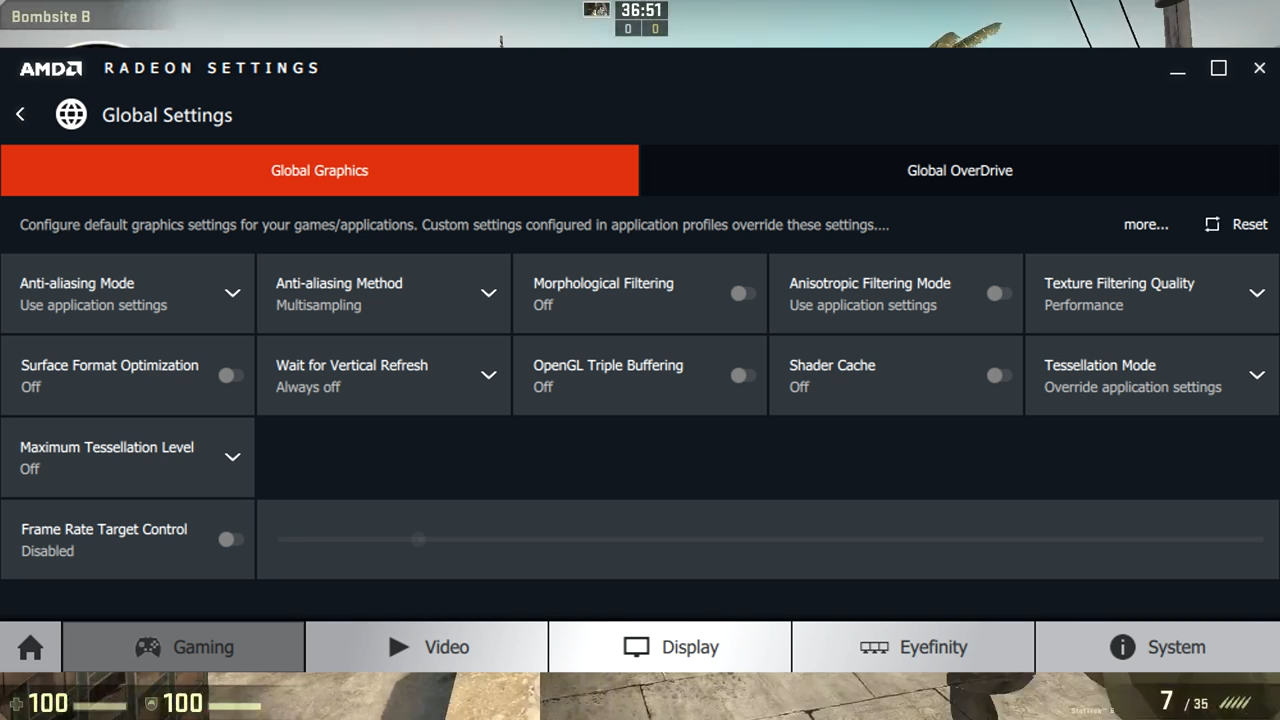 Bombsite B
36:51
0 0
AMD RADEON SETTINGS
Global Settings
Global Graphics
Global OverDrive
Configure default graphics settings for your games/applications. Custom settings configured in application profiles override these settings....
more...
Reset
Anti-aliasing Mode
Use application settings
Anti-aliasing Method
Multisampling
Morphological Filtering
Off
Anisotropic Filtering Mode
Use application settings
Texture Filtering Quality
Performance
Surface Format Optimization
Off
Wait for Vertical Refresh
Always off
OpenGL Triple Buffering
Off
Shader Cache
Off
Tessellation Mode
Override application settings
Maximum Tessellation Level
Off
Frame Rate Target Control
Disabled
Gaming
Video
Display
Eyefinity
System
100
100
7 / 35